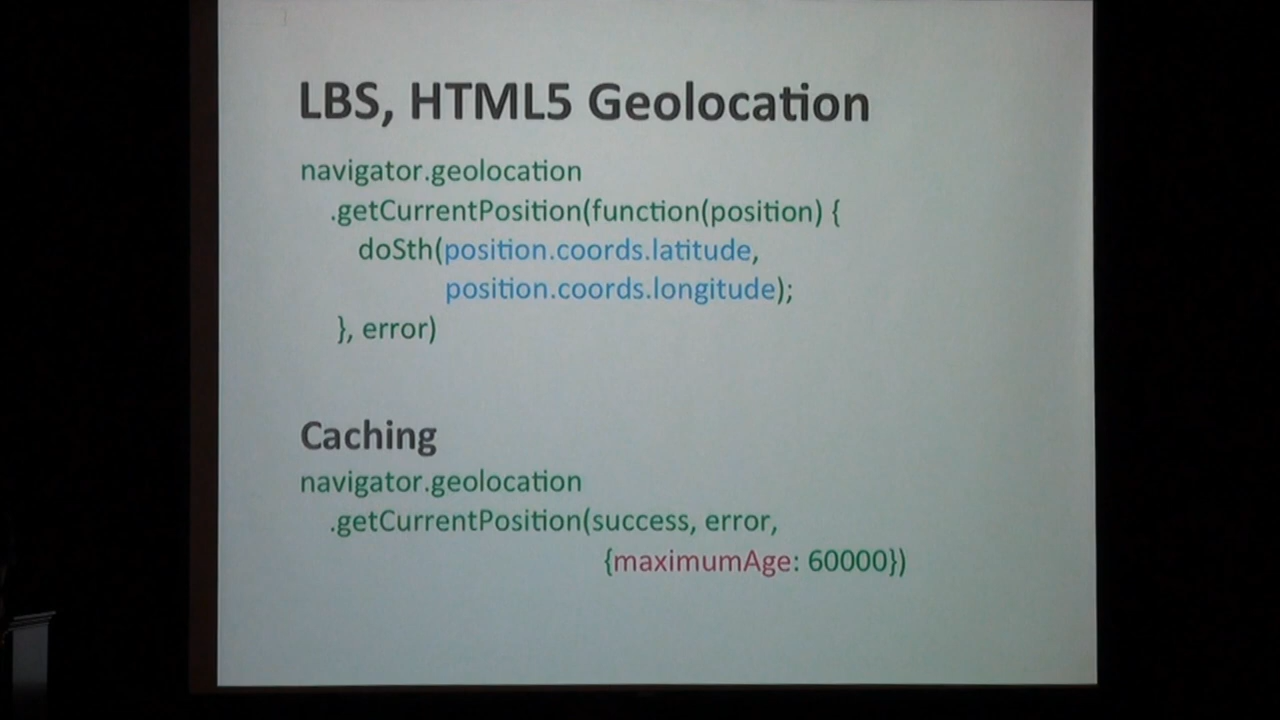 LBS, HTML5 Geolocation
navigator.geolocation
.getCurrentPosition(function(position) {
doSth(position.coords.latitude,
position.coords.longitude);
}, error)
Caching
navigator.geolocation
.getCurrentPosition(success, error,
{maximumAge: 60000})